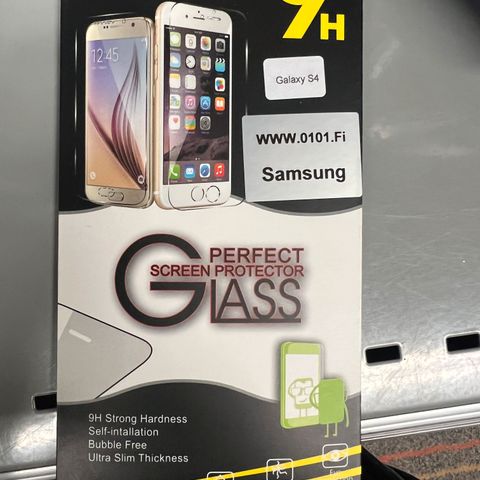 9H
Galaxy S4
12:45
www.0101.Fi
Samsung
PERFECT
SCREEN PROTECTOR
GLASS
9H Strong Hardness
Self-intallation
Bubble Free
Ultra Slim Thickness